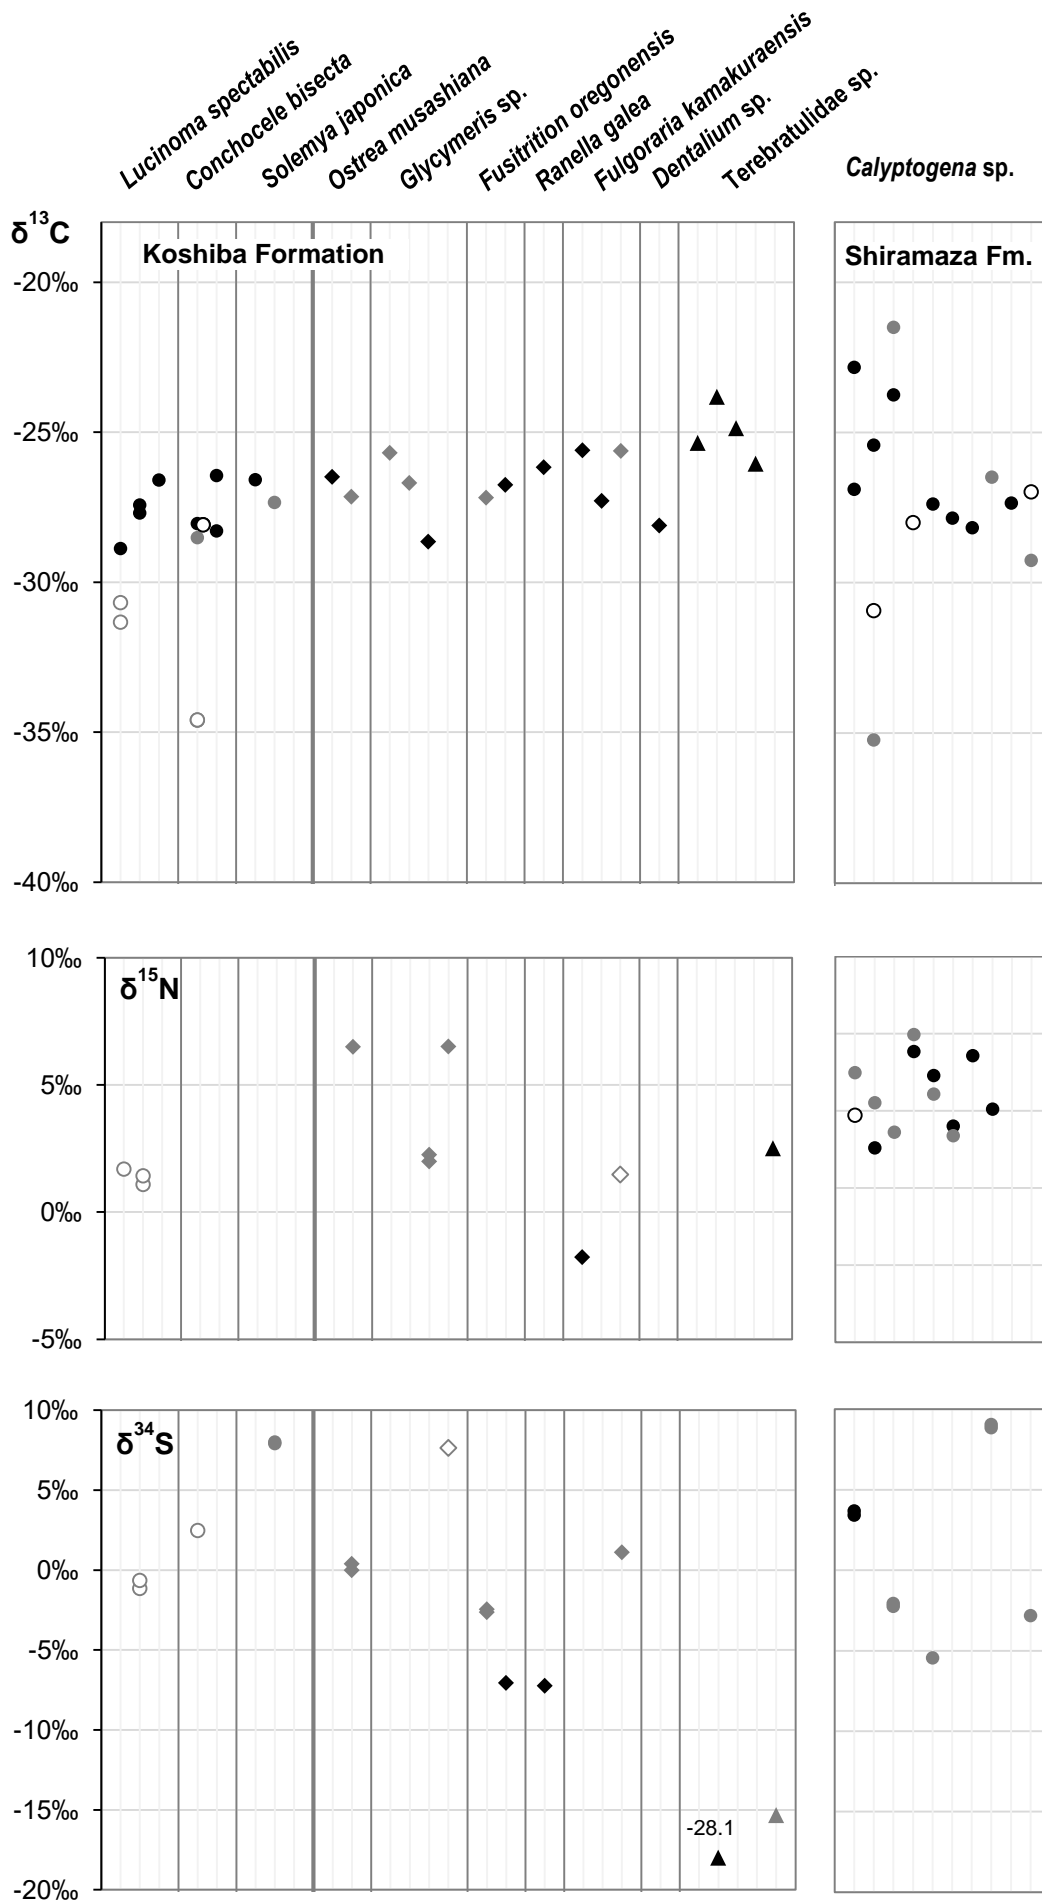 Lucinoma spectabilis
Conchocele bisecta
Solemya japonica
Ostrea musashiana
Glycymeris sp.
Fusitrition oregonensis
Ranella galea
Fulgoraria kamakuraensis
Dentalium sp.
Terebratulidae sp.
Calyptogena sp.
δ13C
Koshiba Formation
Shiramaza Fm.
-20‰
-25‰
-30‰
-35‰
-40‰
10‰
δ15N
5‰
0‰
-5‰
10‰
δ34S
5‰
0‰
-5‰
-10‰
-15‰
-28.1
-20‰